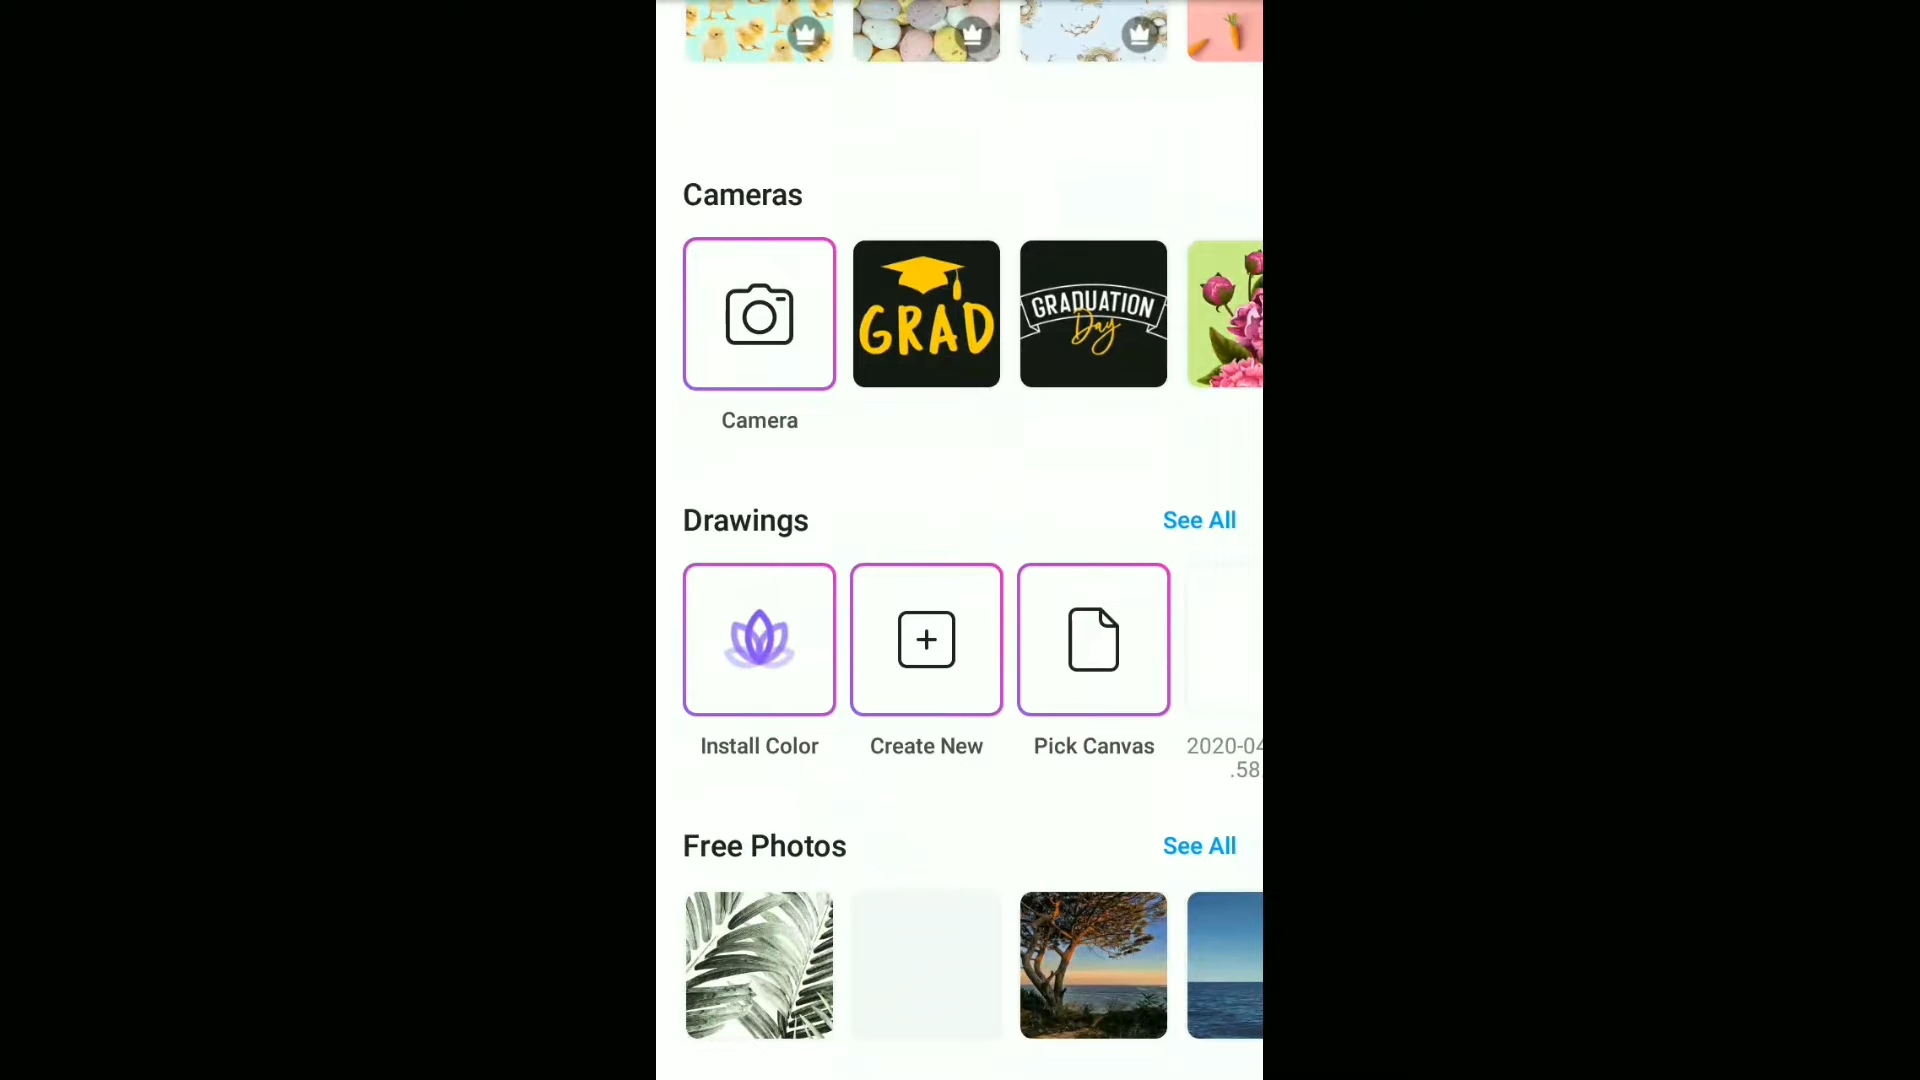 Cameras
GRAD
GRADUATION
Day
Camera
Drawings
See All
Install Color
Create New
Pick Canvas
2020-04
.58
Free Photos
See All